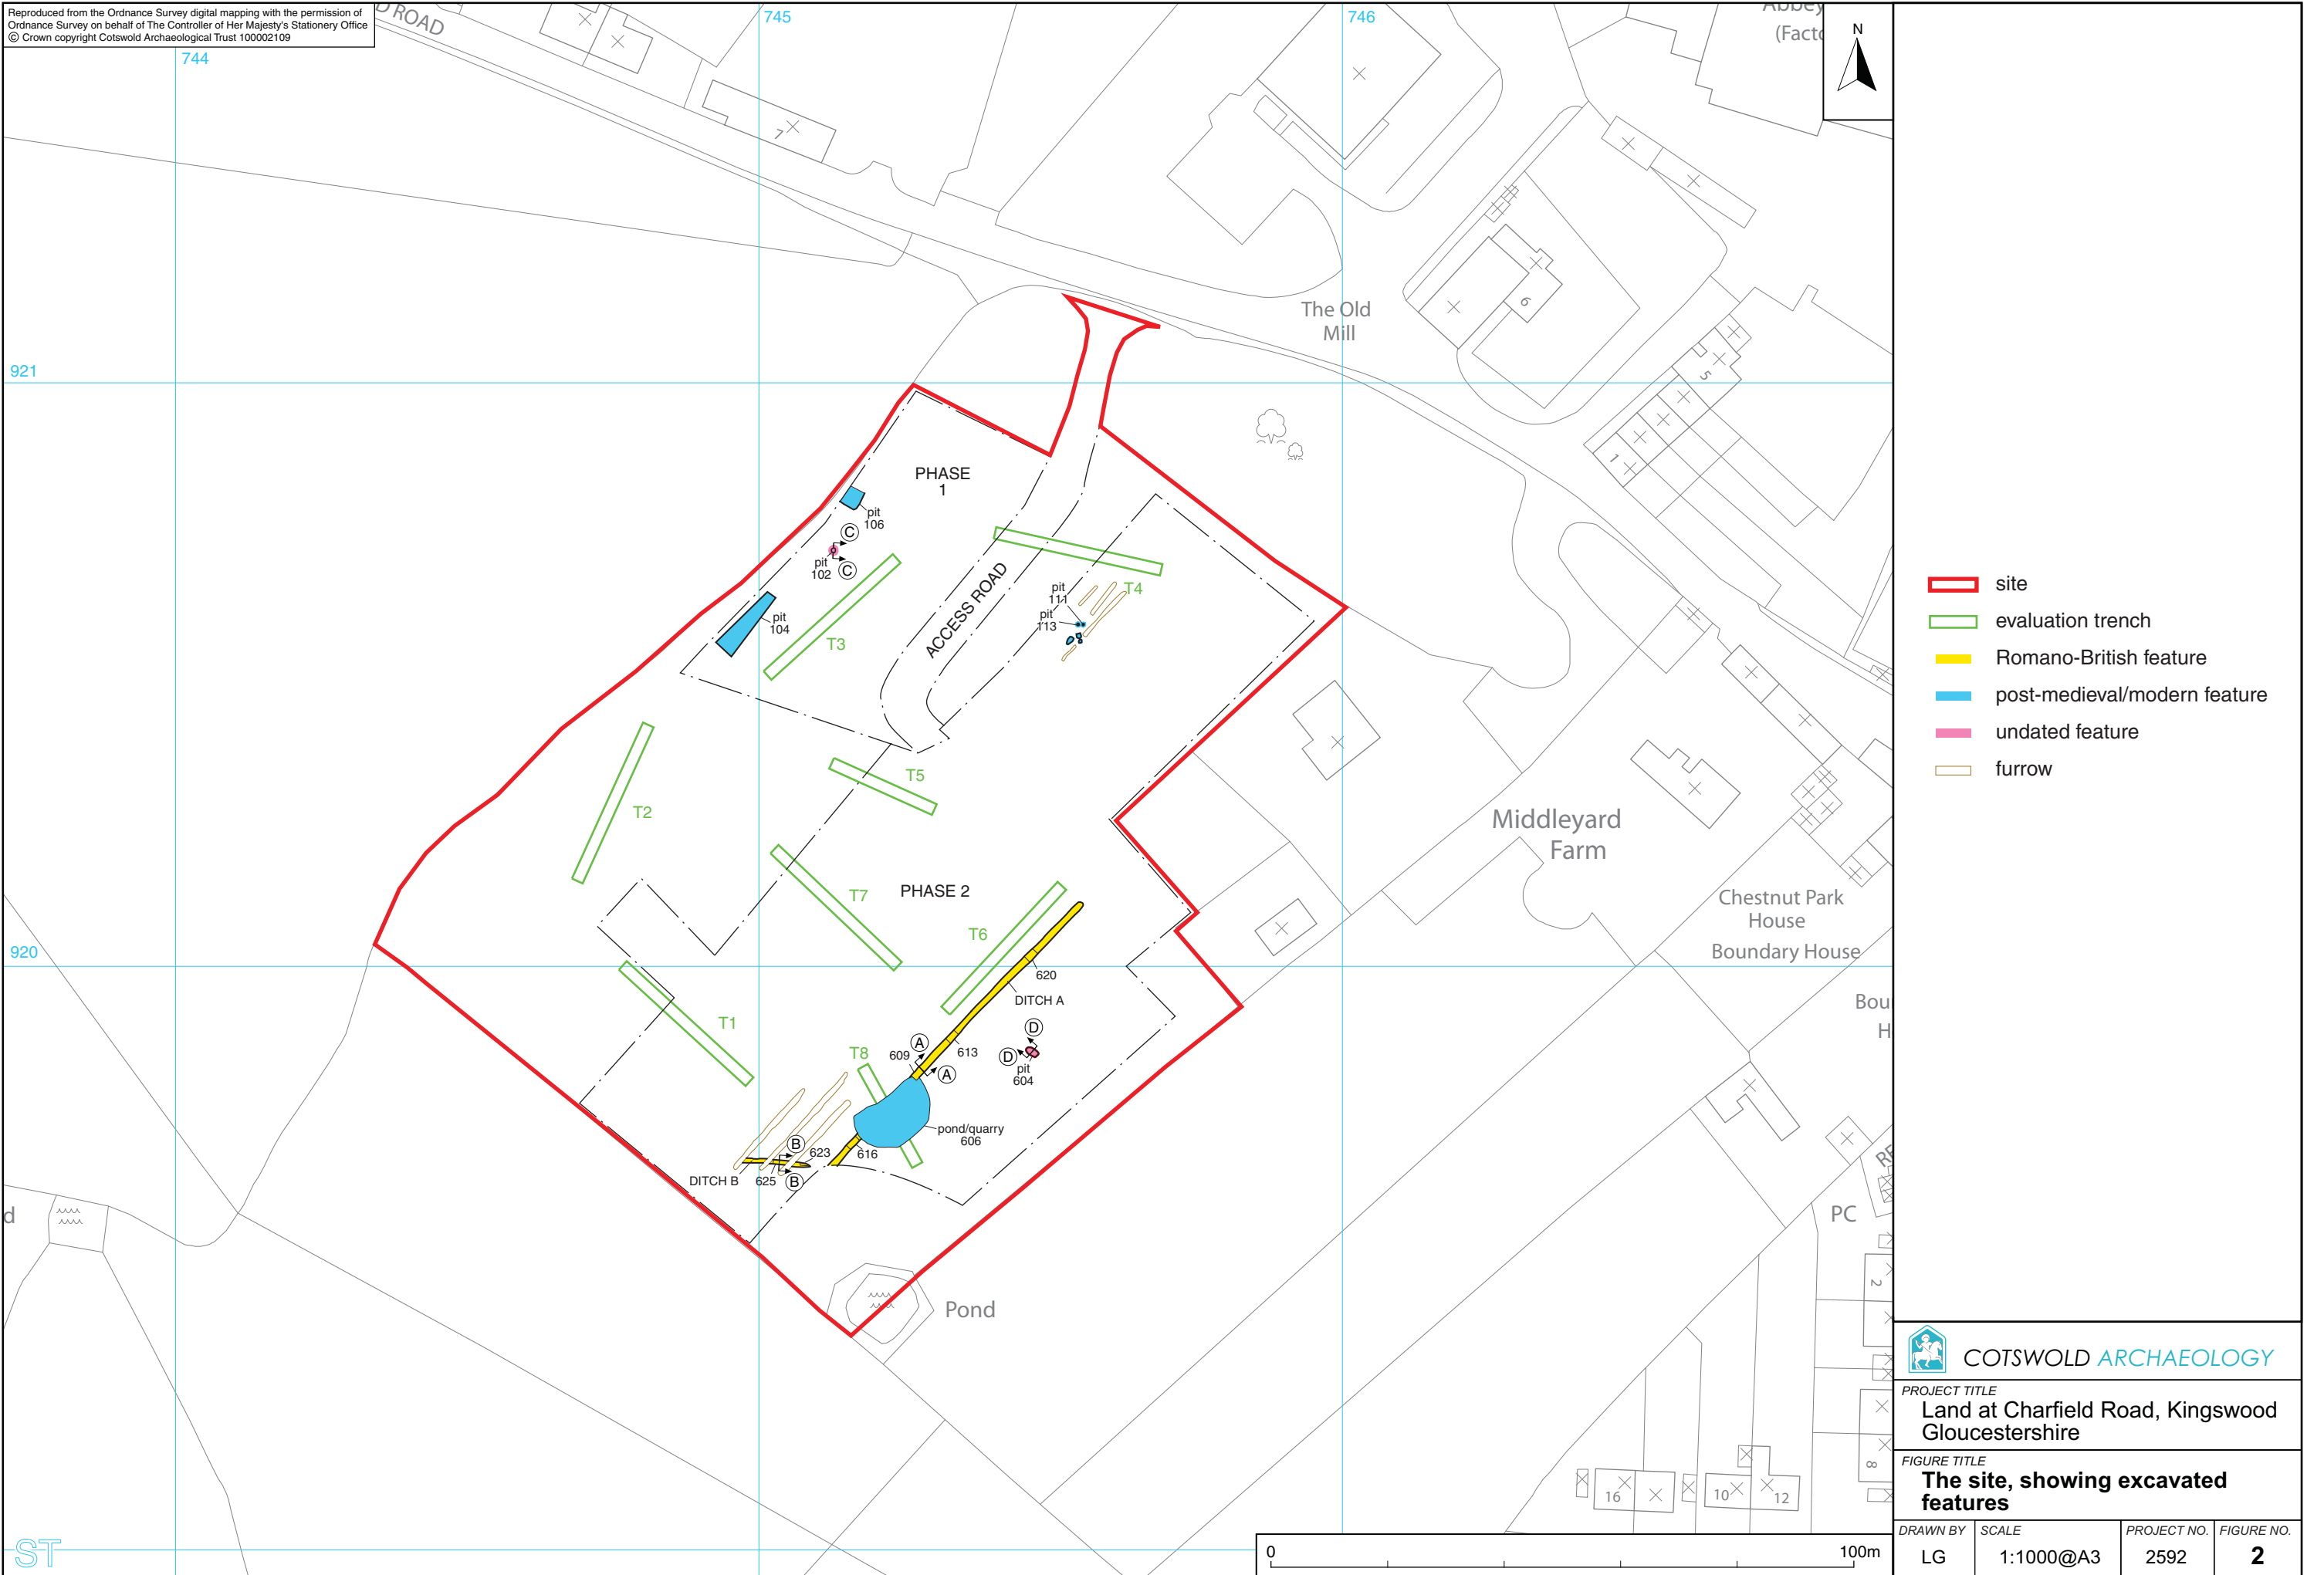 Reproduced from the Ordnance Survey digital mapping with the permission of
Ordnance Survey on behalf of The Controller of Her Majesty's Stationery Office
© Crown copyright Cotswold Archaeological Trust 100002109
ROAD
744
745
746
Abbey
N
7
The Old
Mill
6
921
5
1
PHASE
1
pit
106
C
pit
102
C
pit
104
T3
ACCESS ROAD
T4
pit
111
pit
113
T2
T5
Middleyard
Farm
T7
PHASE 2
T6
Chestnut Park
House
Boundary House
920
620
DITCH A
T1
T8
609
A
613
A
D
D
pit
604
pond/quarry
606
B
623
616
DITCH B
625
B
PC
Pond
2
8
16
10
12
ST
0
100m
site
evaluation trench
Romano-British feature
post-medieval/modern feature
undated feature
furrow
COTSWOLD ARCHAEOLOGY
PROJECT TITLE
Land at Charfield Road, Kingswood
Gloucestershire
FIGURE TITLE
The site, showing excavated
features
DRAWN BY
LG
SCALE
1:1000@A3
PROJECT NO.
2592
FIGURE NO.
2